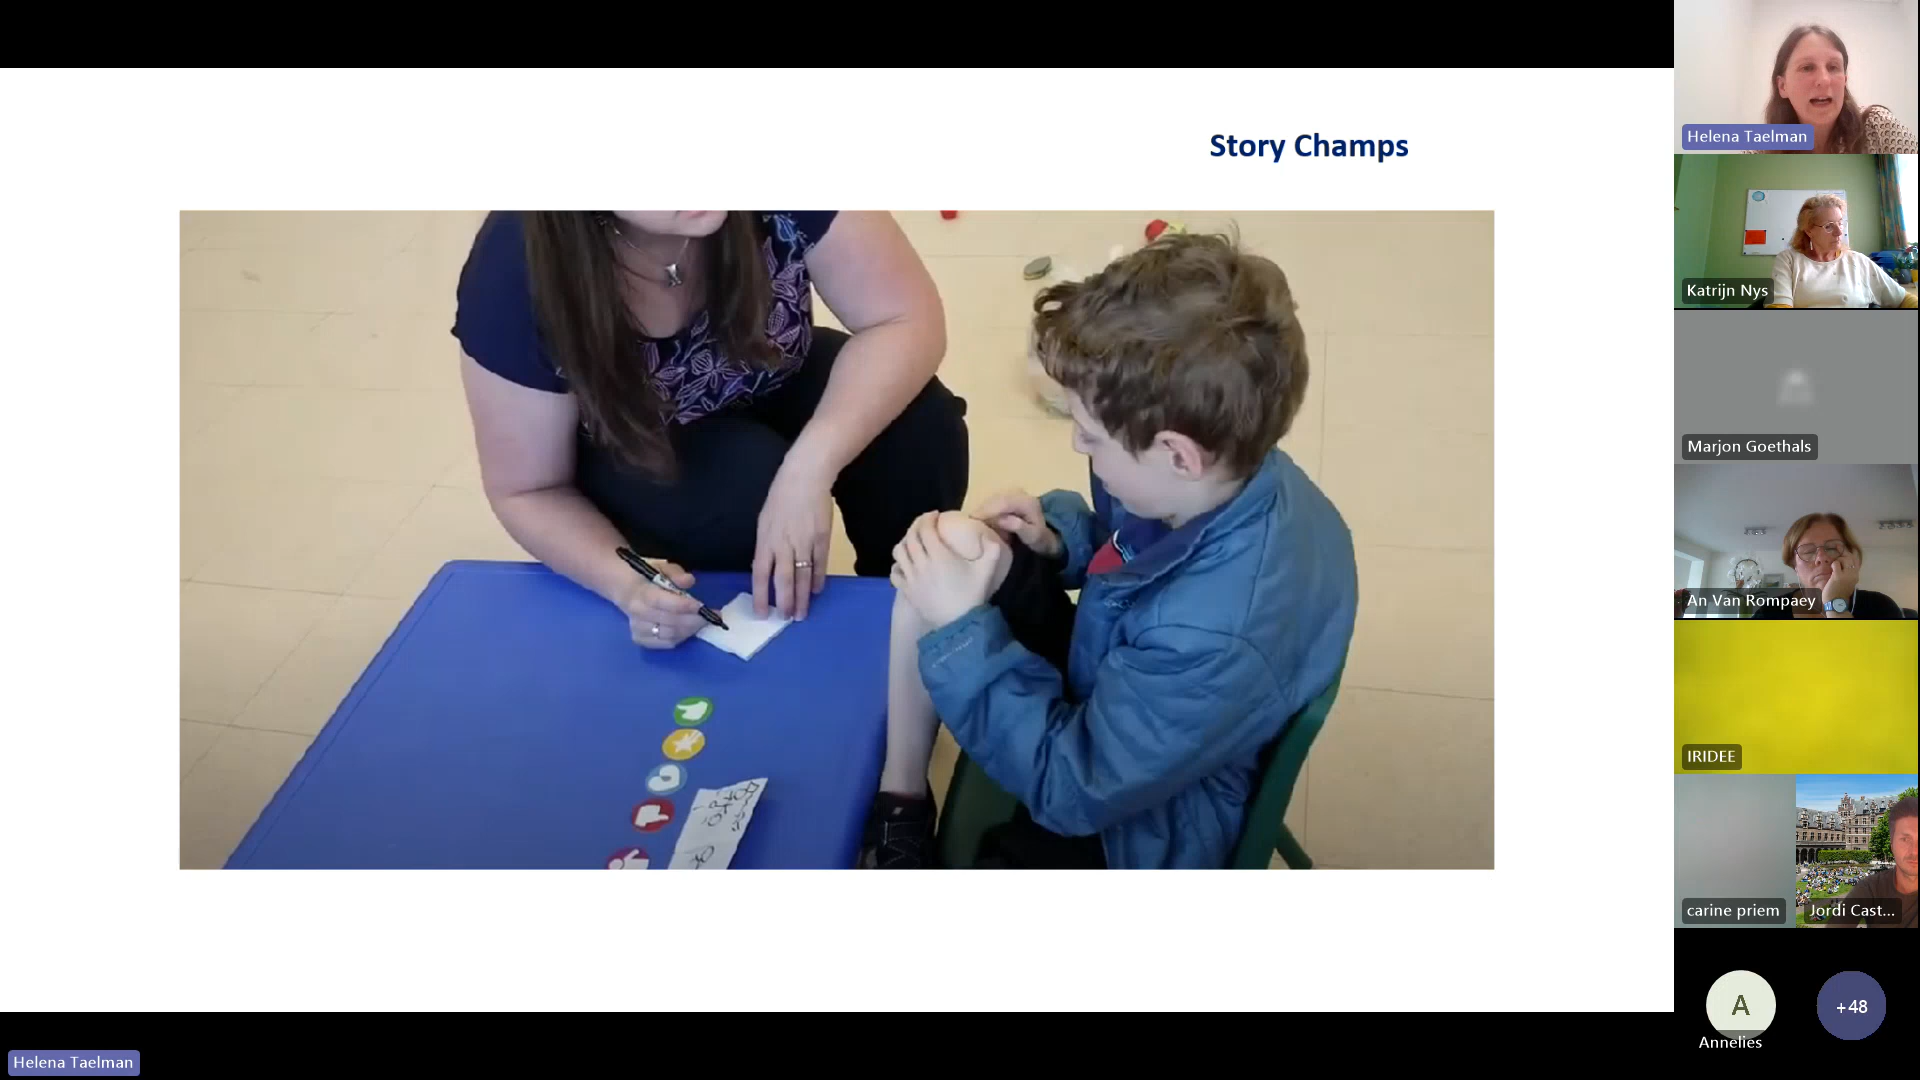 Story Champs
Helena Taelman
Katrijn Nys
Marjon Goethals
An Van Rompaey
IRIDEE
carine priem
Jordi Cast...
A
+48
Annelies
Helena Taelman